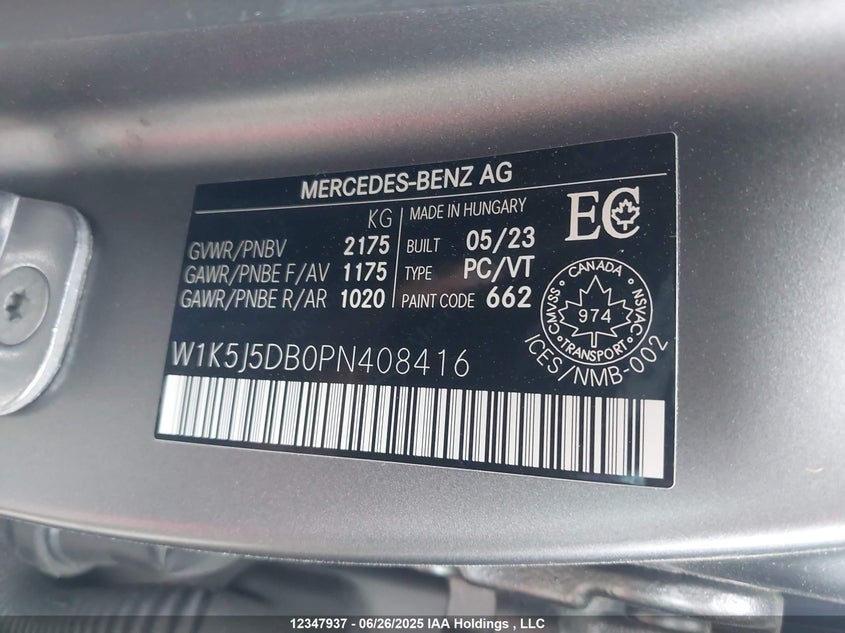 MERCEDES-BENZ AG
KG
GVWR/PNBV 2175
GAWR/PNBE F/AV 1175
GAWR/PNBE R/AR 1020
MADE IN HUNGARY
BUILT 05/23
TYPE PC/VT
PAINT CODE 662
EC
CANADA
CMVSS
974
NSVAC
TRANSPORT
ICES/NMB-002
W1K5J5DB0PN408416
12347937 - 06/26/2025 IAA Holdings , LLC